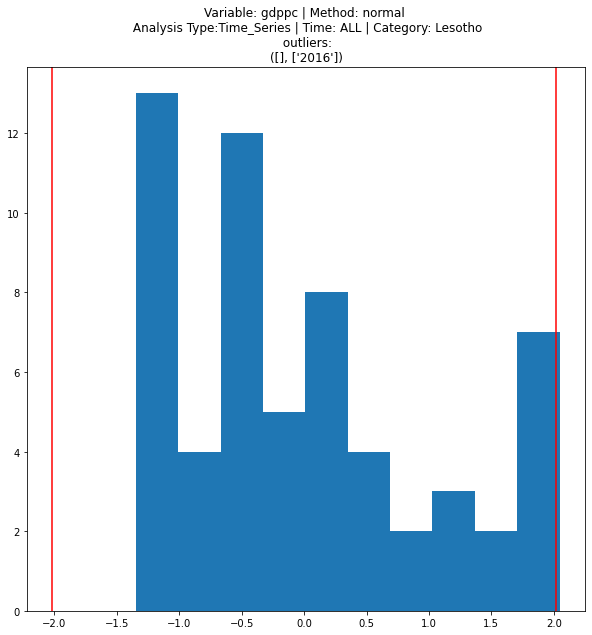 Variable: gdppc | Method: normal
Analysis Type:Time_Series | Time: ALL | Category: Lesotho
outliers:
([], ['2016'])
12
10
8
6
4
2
0
−2.0 −1.5 −1.0 −0.5 0.0 0.5 1.0 1.5 2.0